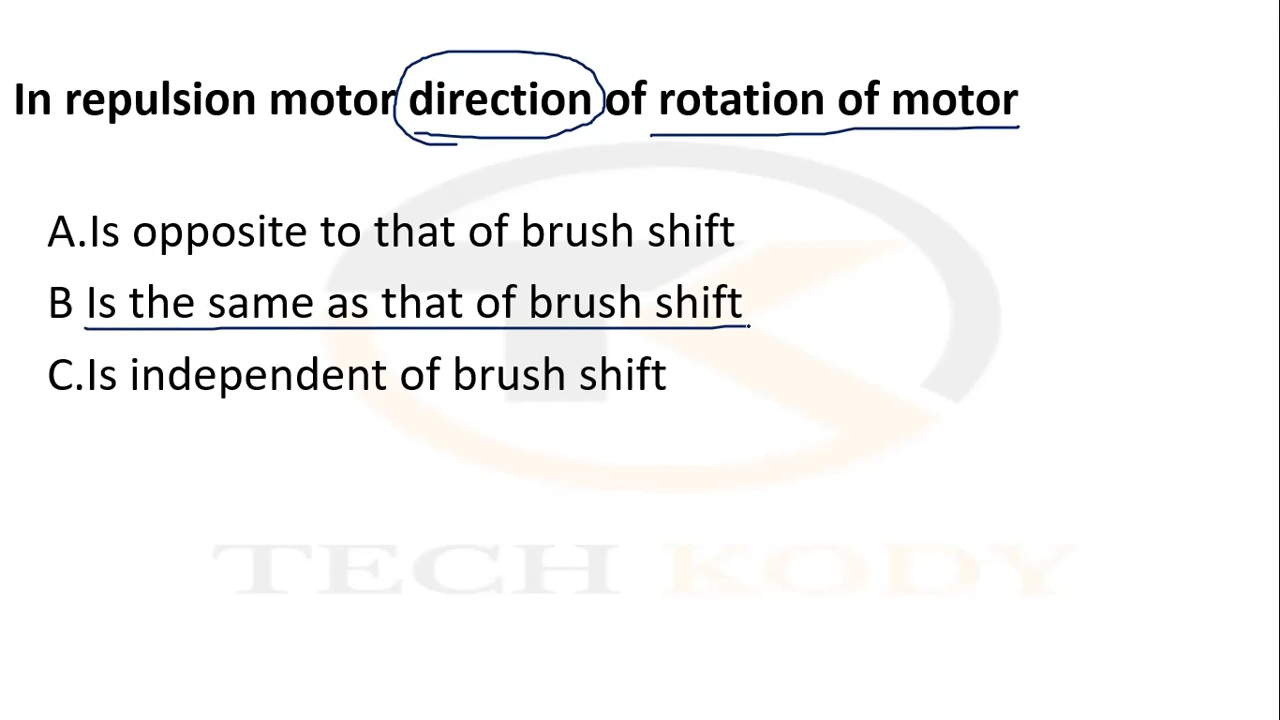 In repulsion motor direction of rotation of motor
A.Is opposite to that of brush shift
B Is the same as that of brush shift
C.Is independent of brush shift
TECH KODY